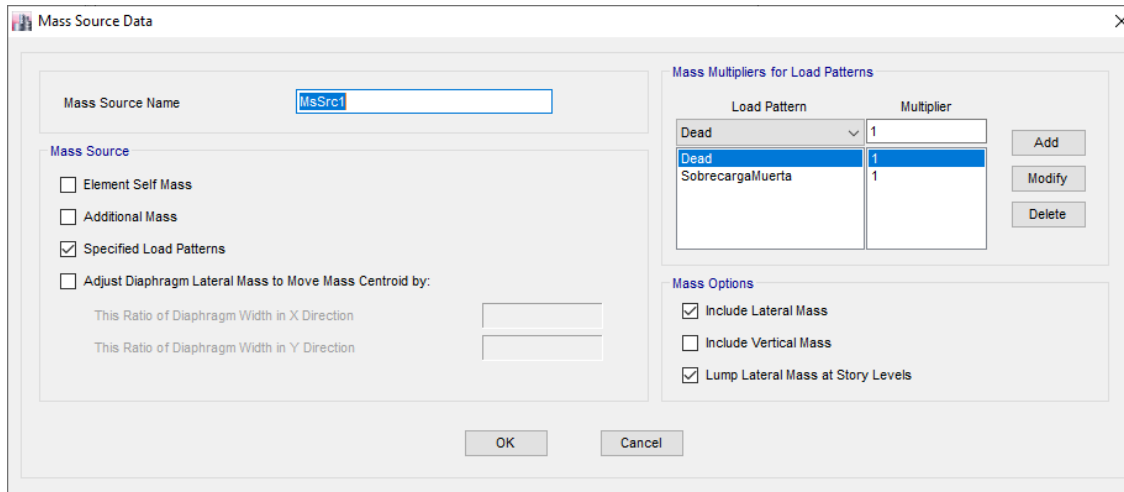 Mass Source Data
Mass Source Name MsSrc1
Mass Source
Element Self Mass
Additional Mass
Specified Load Patterns
Adjust Diaphragm Lateral Mass to Move Mass Centroid by:
This Ratio of Diaphragm Width in X Direction
This Ratio of Diaphragm Width in Y Direction
Mass Multipliers for Load Patterns
Load Pattern Multiplier
Dead 1
Dead 1
SobrecargaMuerta 1
Add
Modify
Delete
Mass Options
Include Lateral Mass
Include Vertical Mass
Lump Lateral Mass at Story Levels
OK Cancel